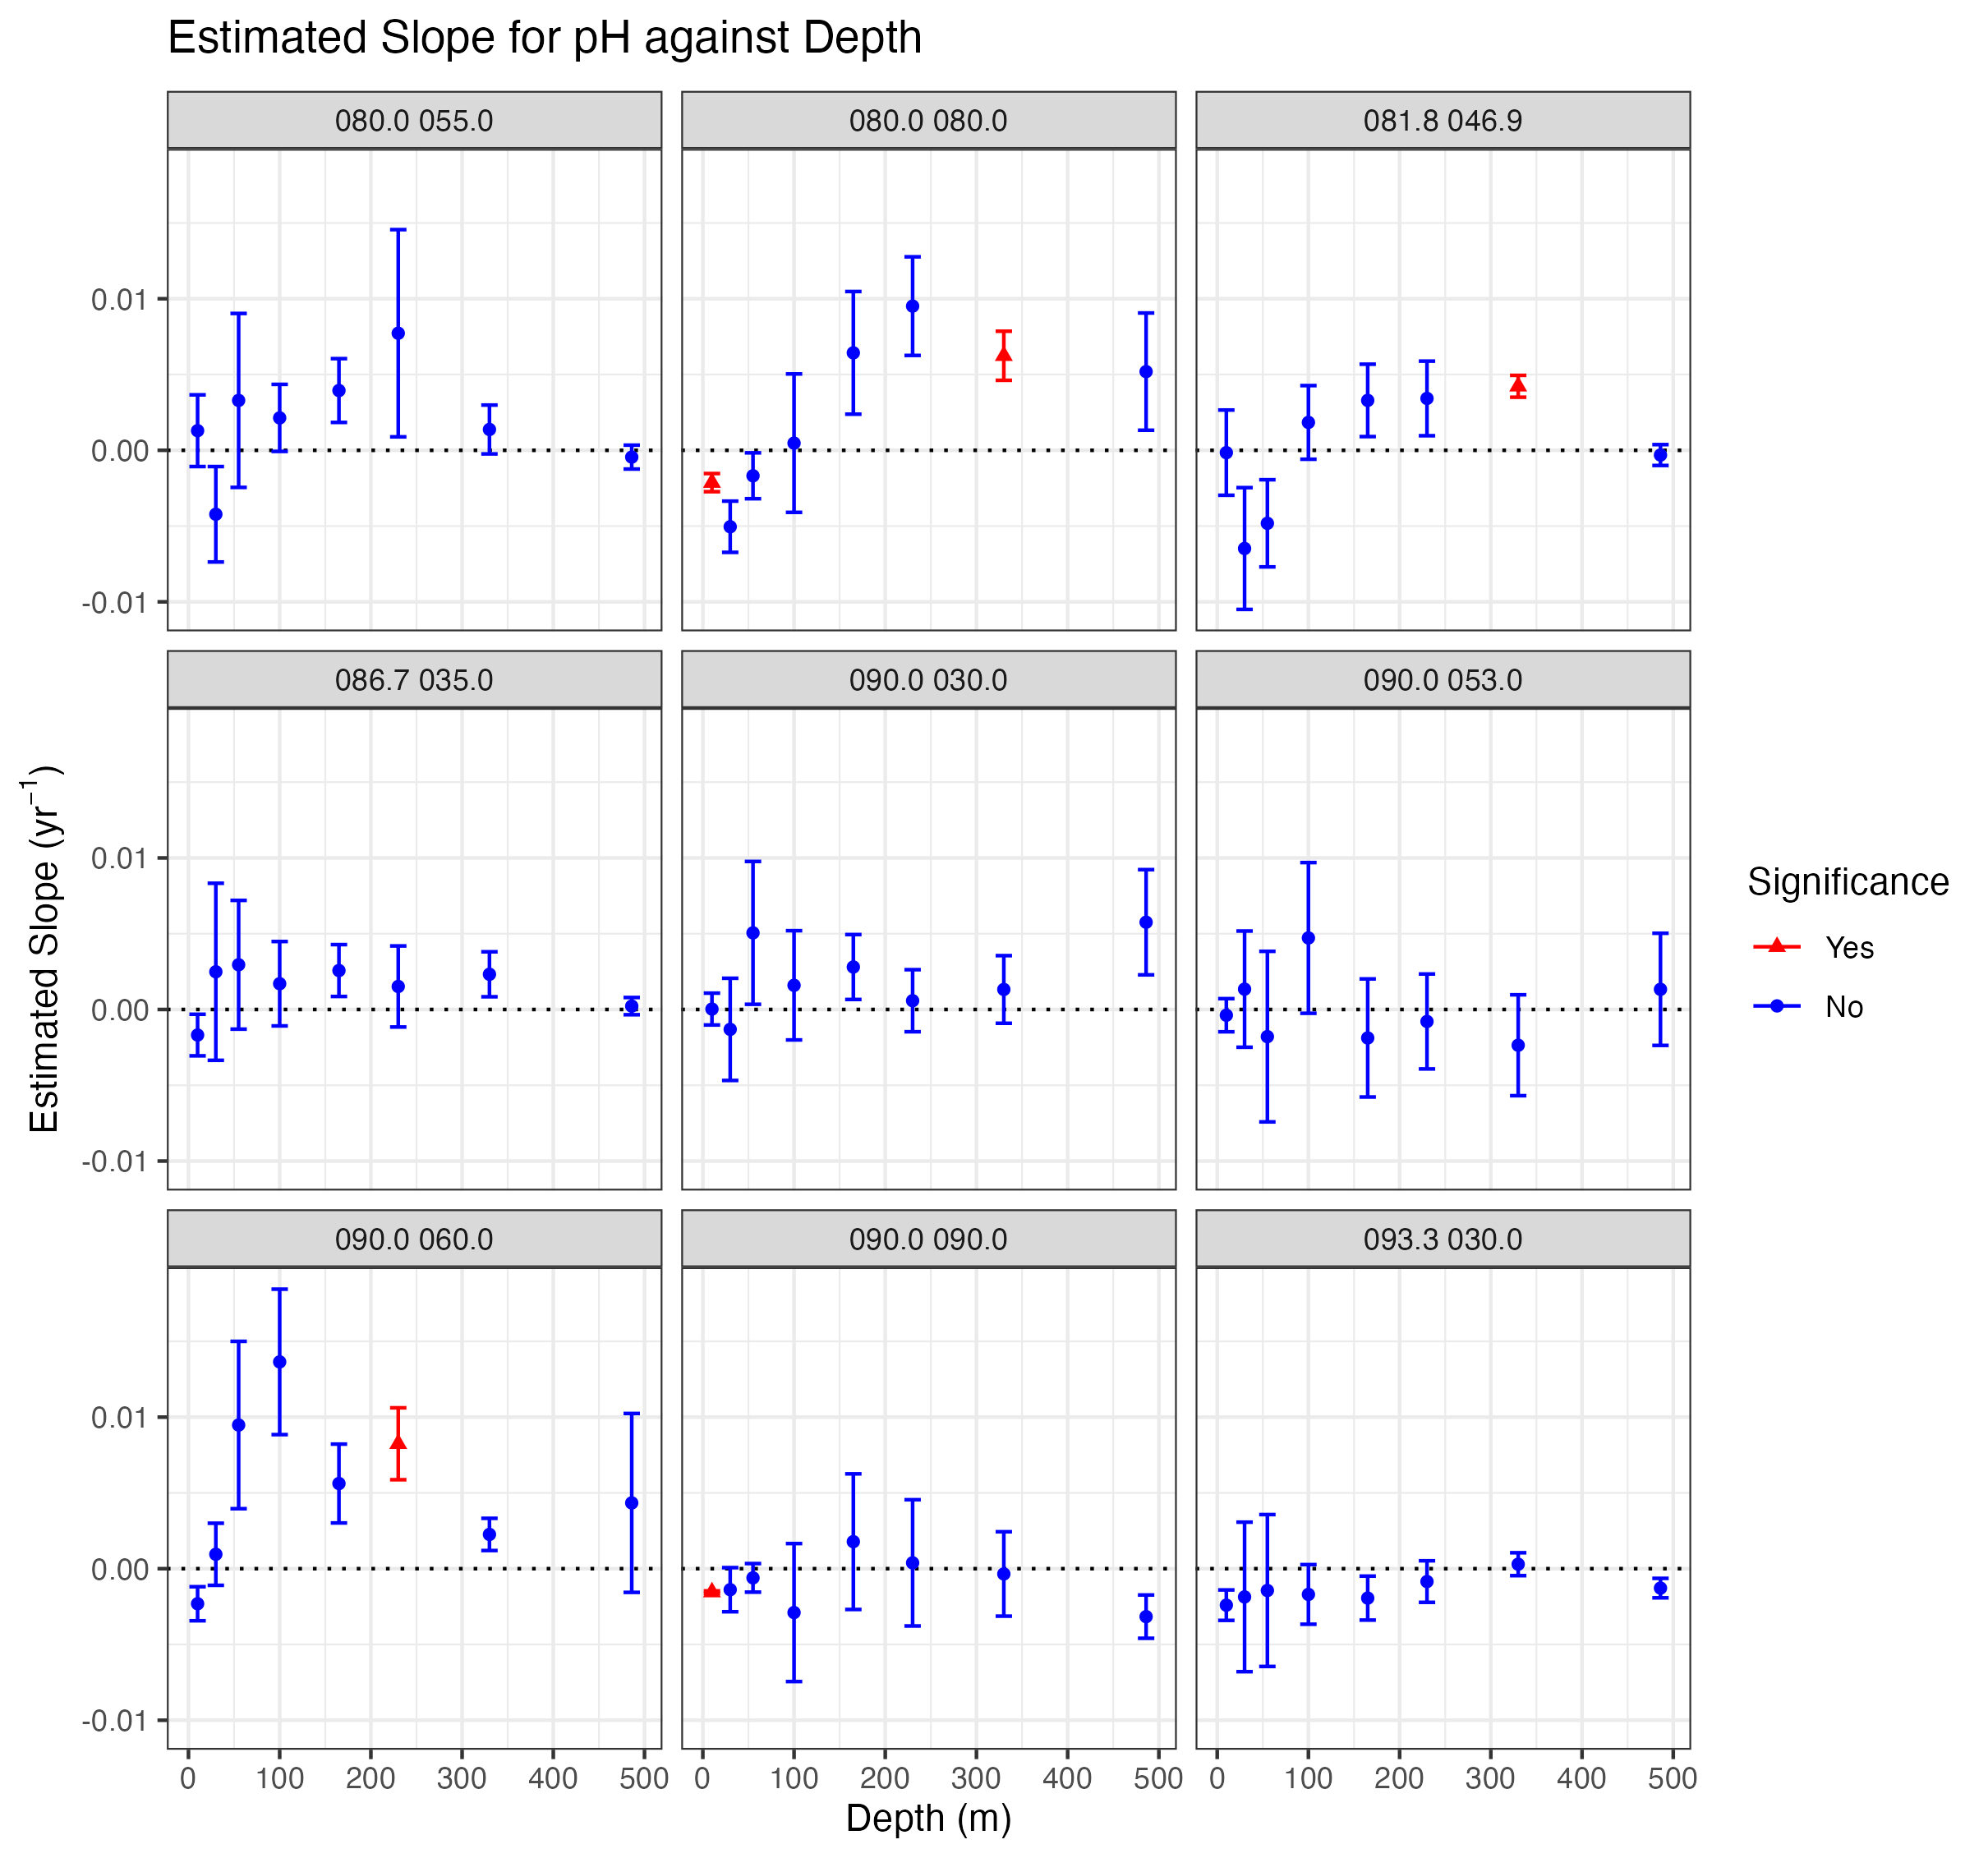 Estimated Slope for pH against Depth
080.0 055.0
080.0 080.0
081.8 046.9
0.01
0.00
-0.01
086.7 035.0
090.0 030.0
090.0 053.0
0.01
0.00
-0.01
090.0 060.0
090.0 090.0
093.3 030.0
0.01
0.00
-0.01
0 100 200 300 400 500
0 100 200 300 400 500
0 100 200 300 400 500
Depth (m)
Estimated Slope (yr⁻¹)
Significance
Yes
No